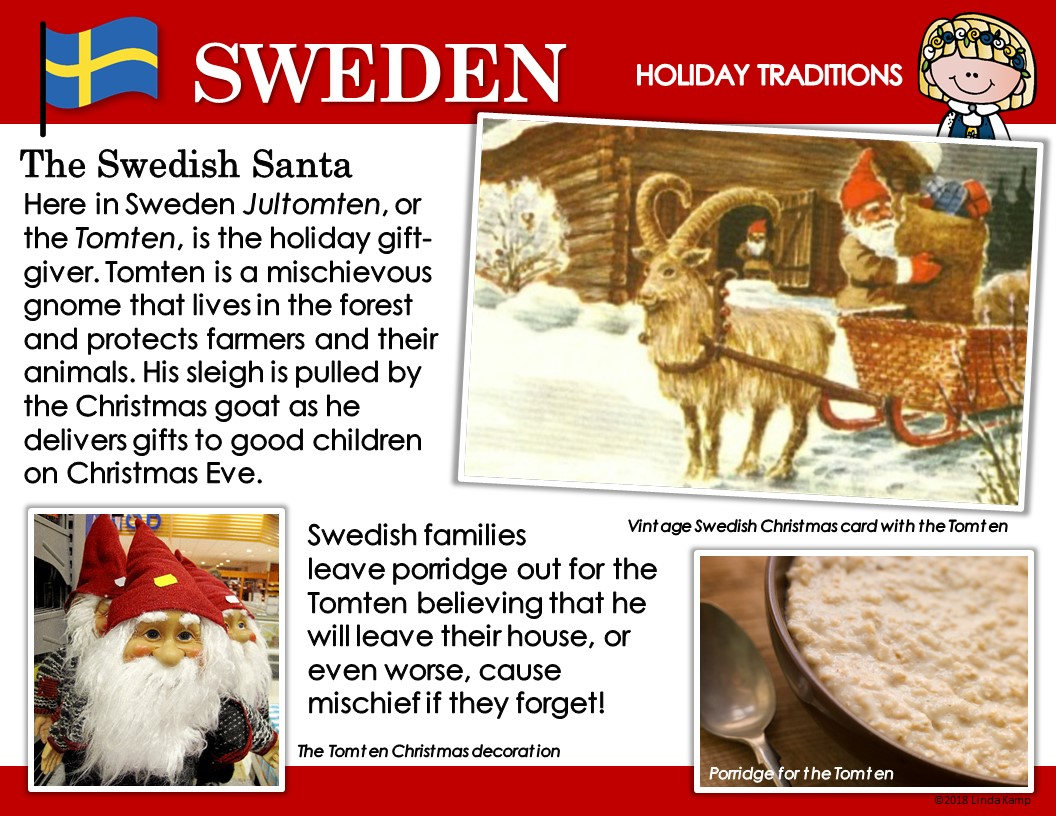 SWEDEN
HOLIDAY TRADITIONS
The Swedish Santa
Here in Sweden Jultomten, or
the Tomten, is the holiday gift-
giver. Tomten is a mischievous
gnome that lives in the forest
and protects farmers and their
animals. His sleigh is pulled by
the Christmas goat as he
delivers gifts to good children
on Christmas Eve.
Vintage Swedish Christmas card with the Tomten
Swedish families
leave porridge out for the
Tomten believing that he
will leave their house, or
even worse, cause
mischief if they forget!
The Tomten Christmas decoration
Porridge for the Tomten
©2018 Linda Kamp